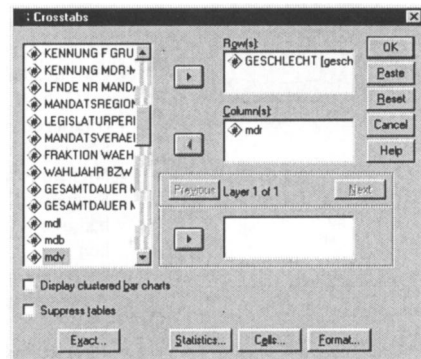 : Crosstabs
KENNUNG F GRU
KENNUNG MDR-M
LFNDE NR MANDA
MANDATSREGION
LEGISLATURPERI
MANDATSVERAEI
FRAKTION WAEH
WAHLJAHR BZW
GESAMTDAUER M
GESAMTDAUER M
mdl
mdb
mdv
Row(s):
GESCHLECHT [gesch
Column(s):
mdr
Previous Layer 1 of 1 Next
OK
Paste
Reset
Cancel
Help
Display clustered bar charts
Suppress tables
Exact... Statistics... Cells... Format...